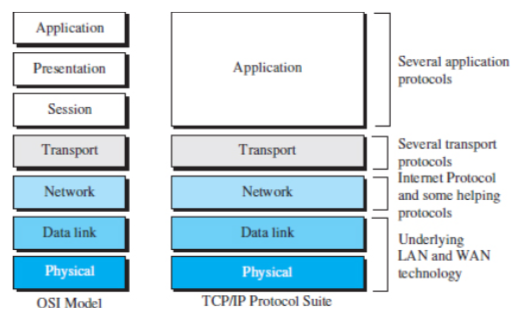 Application
Presentation
Session
Transport
Network
Data link
Physical
OSI Model
Application
Transport
Network
Data link
Physical
TCP/IP Protocol Suite
Several application
protocols
Several transport
protocols
Internet Protocol
and some helping
protocols
Underlying
LAN and WAN
technology